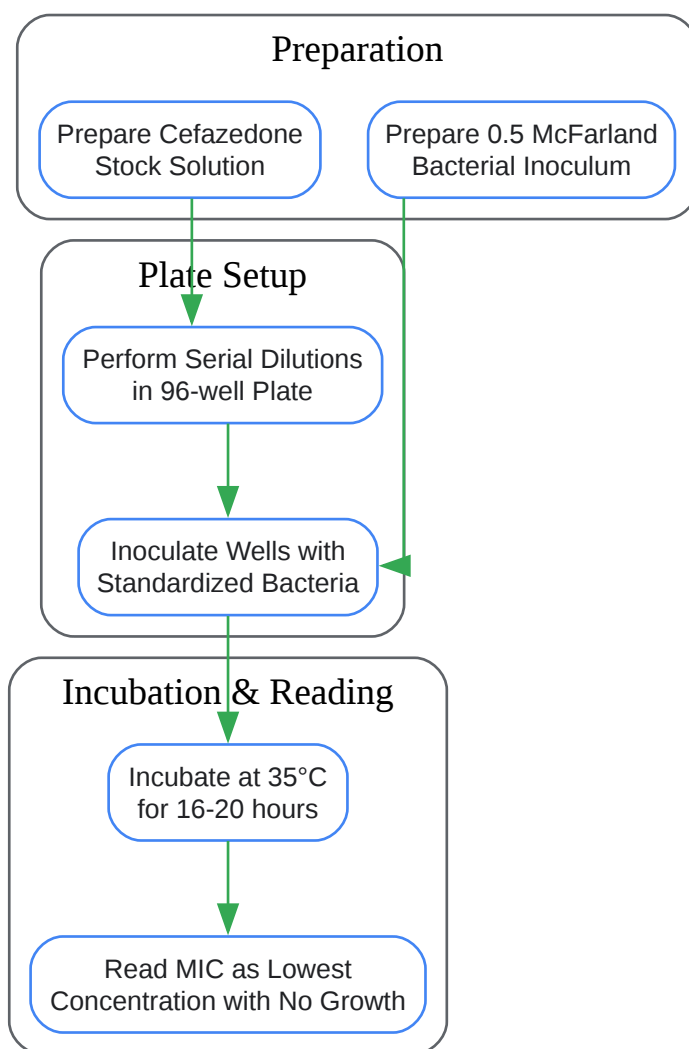 Preparation
Prepare Cefazedone
Stock Solution
Prepare 0.5 McFarland
Bacterial Inoculum
Plate Setup
Perform Serial Dilutions
in 96-well Plate
Inoculate Wells with
Standardized Bacteria
Incubation & Reading
Incubate at 35°C
for 16-20 hours
Read MIC as Lowest
Concentration with No Growth